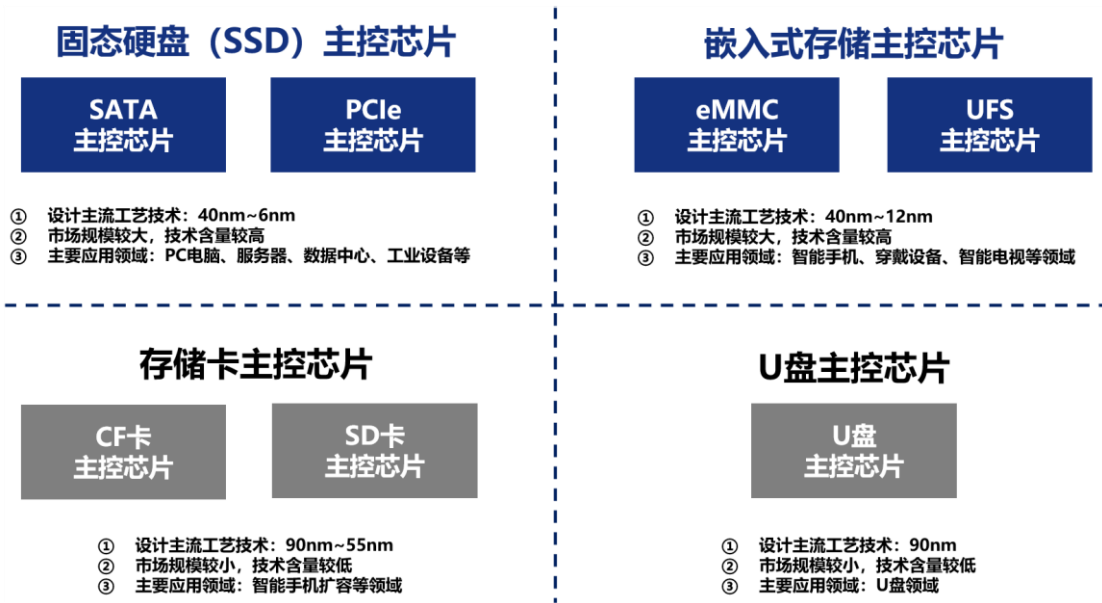 固态硬盘（SSD）主控芯片
SATA
主控芯片
PCIe
主控芯片
① 设计主流工艺技术：40nm~6nm
② 市场规模较大，技术含量较高
③ 主要应用领域：PC电脑、服务器、数据中心、工业设备等
嵌入式存储主控芯片
eMMC
主控芯片
UFS
主控芯片
① 设计主流工艺技术：40nm~12nm
② 市场规模较大，技术含量较高
③ 主要应用领域：智能手机、穿戴设备、智能电视等领域
存储卡主控芯片
CF卡
主控芯片
SD卡
主控芯片
① 设计主流工艺技术：90nm~55nm
② 市场规模较小，技术含量较低
③ 主要应用领域：智能手机扩容等领域
U盘主控芯片
U盘
主控芯片
① 设计主流工艺技术：90nm
② 市场规模较小，技术含量较低
③ 主要应用领域：U盘领域